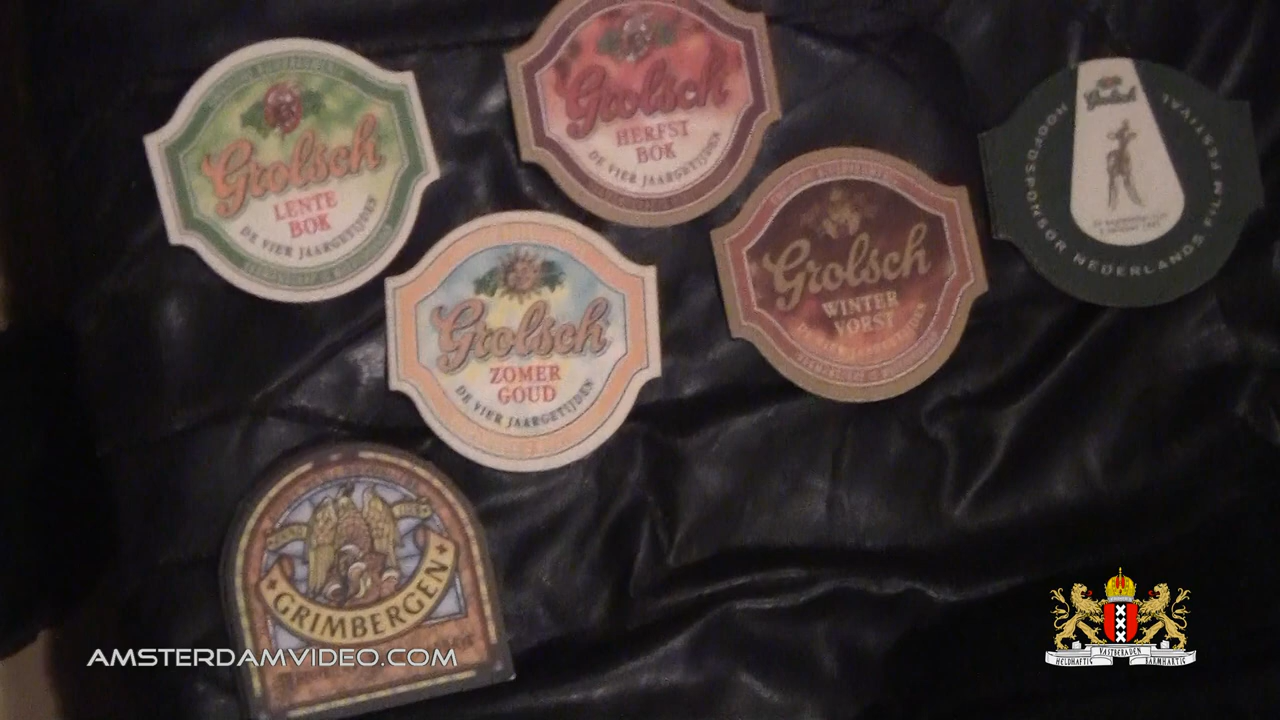 Grolsch
LENTE
BOK
DE VIER JAARGETIJDEN
Grolsch
HERFST
BOK
DE VIER JAARGETIJDEN
Grolsch
ZOMER
GOUD
DE VIER JAARGETIJDEN
Grolsch
WINTER
VORST
Grolsch
HOOFDSPONSOR NEDERLANDS FILM FESTIVAL
GRIMBERGEN
AMSTERDAMVIDEO.COM
HELDHAFTIG VASTBERADEN BARMHARTIG